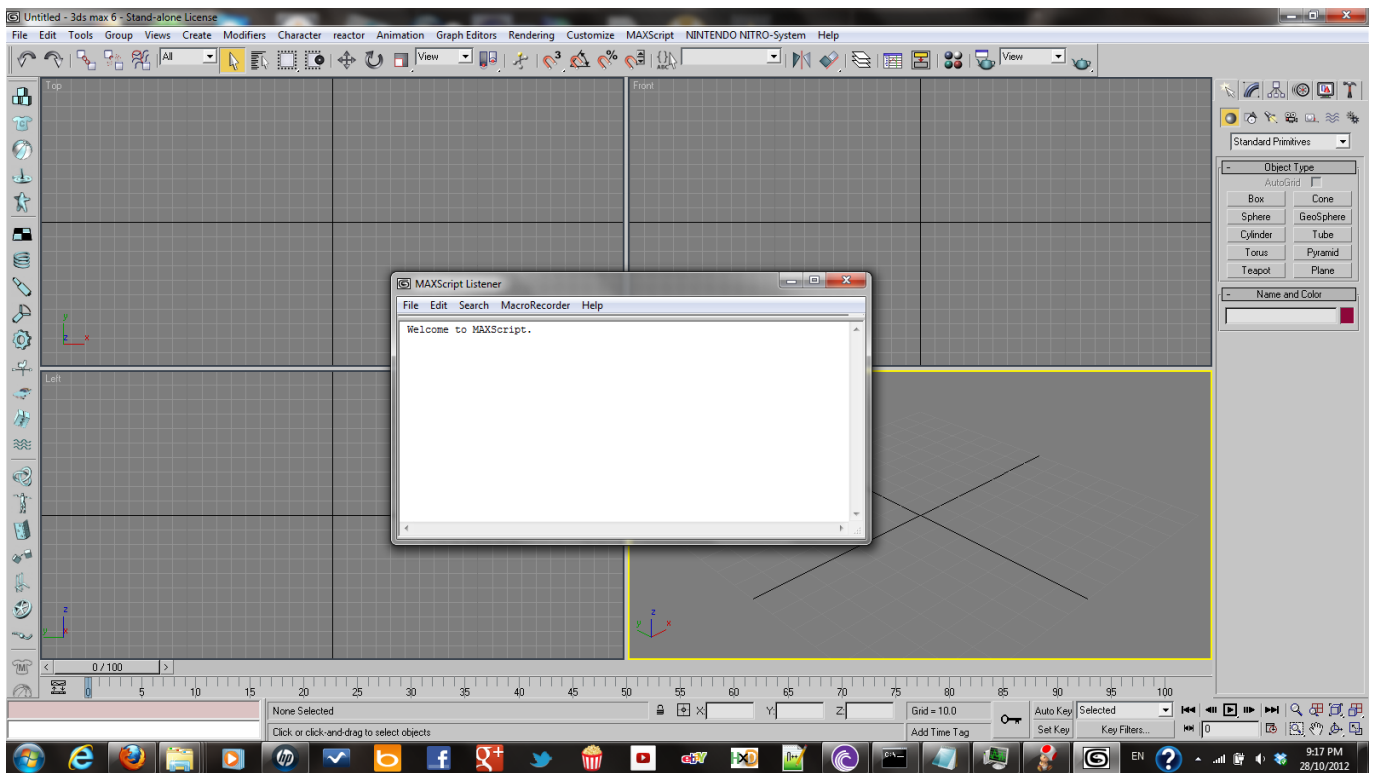 Untitled - 3ds max 6 - Stand-alone License
File Edit Tools Group Views Create Modifiers Character reactor Animation Graph Editors Rendering Customize MAXScript NINTENDO NITRO-System Help
All View View
Top Front
Standard Primitives
- Object Type
AutoGrid
Box Cone
Sphere GeoSphere
Cylinder Tube
Torus Pyramid
Teapot Plane
- Name and Color
MAXScript Listener
File Edit Search MacroRecorder Help
Welcome to MAXScript.
y
z x
Left
z
y x
z
y x
< 0 / 100 >
0 5 10 15 20 25 30 35 40 45 50 55 60 65 70 75 80 85 90 95 100
None Selected X: Y: Z: Grid = 10.0 Auto Key Selected
Click or click-and-drag to select objects Add Time Tag Set Key Key Filters... 0
EN 9:17 PM
28/10/2012